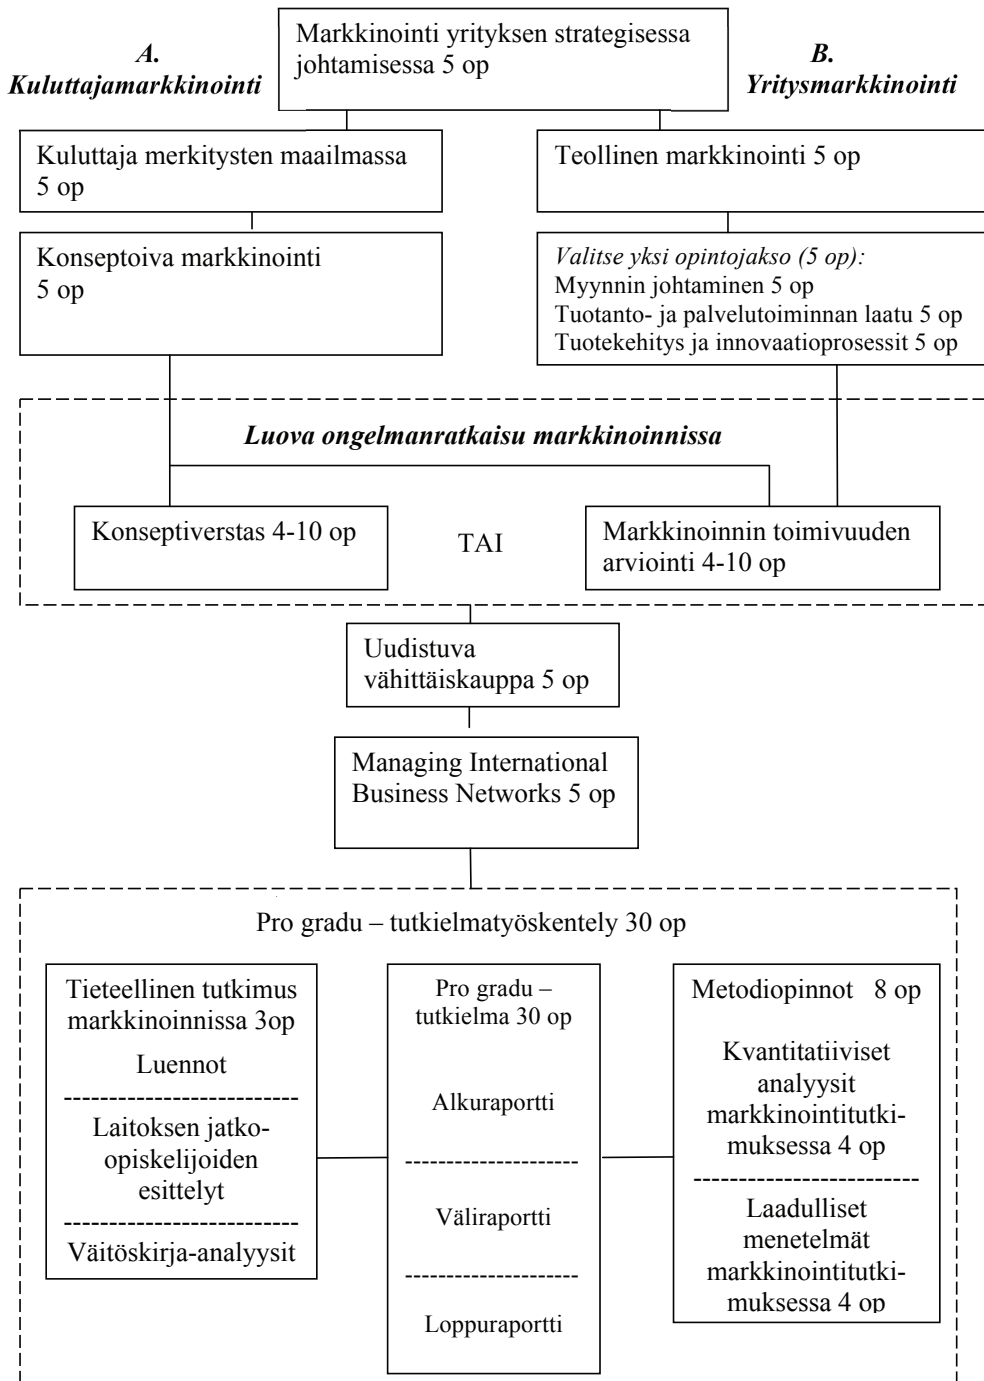 Markkinointi yrityksen strategisessa
johtamisessa 5 op
A.
Kuluttajamarkkinointi
B.
Yritysmarkkinointi
Kuluttaja merkitysten maailmassa
5 op
Teollinen markkinointi 5 op
Konseptoiva markkinointi
5 op
Valitse yksi opintojakso (5 op):
Myynnin johtaminen 5 op
Tuotanto- ja palvelutoiminnan laatu 5 op
Tuotekehitys ja innovaatioprosessit 5 op
Luova ongelmanratkaisu markkinoinnissa
Konseptiverstas 4-10 op
TAI
Markkinoinnin toimivuuden
arviointi 4-10 op
Uudistuva
vähittäiskauppa 5 op
Managing International
Business Networks 5 op
Pro gradu – tutkielmatyöskentely 30 op
Tieteellinen tutkimus
markkinoinnissa 3op
Luennot
Laitoksen jatko-
opiskelijoiden
esittelyt
Väitöskirja-analyysit
Pro gradu –
tutkielma 30 op
Alkuraportti
Väliraportti
Loppuraportti
Metodiopinnot 8 op
Kvantitatiiviset
analyysit
markkinointitutki-
muksessa 4 op
Laadulliset
menetelmät
markkinointitutki-
muksessa 4 op